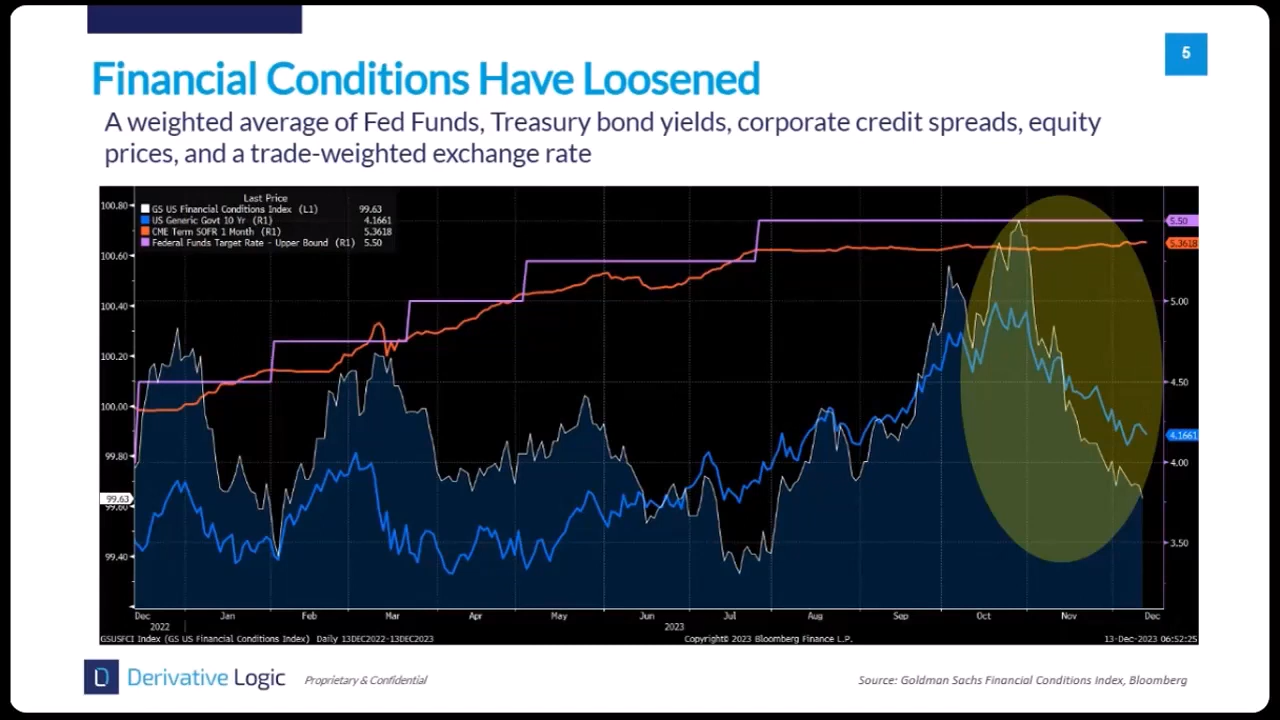 5
Financial Conditions Have Loosened
A weighted average of Fed Funds, Treasury bond yields, corporate credit spreads, equity
prices, and a trade-weighted exchange rate
Last Price
GS US Financial Conditions Index (L1) 99.63
US Generic Govt 10 Yr (R1) 4.1661
CME Term SOFR 1 Month (R1) 5.3618
Federal Funds Target Rate - Upper Bound (R1) 5.50
100.80
100.60
100.40
100.20
100.00
99.80
99.63
99.60
99.40
5.50
5.3618
5.00
4.50
4.1661
4.00
3.50
Dec Jan Feb Mar Apr May Jun Jul Aug Sep Oct Nov Dec
2022 2023
GSUSFCI Index (GS US Financial Conditions Index) Daily 13DEC2022-13DEC2023 Copyright© 2023 Bloomberg Finance L.P. 13-Dec-2023 06:52:25
Derivative Logic Proprietary & Confidential Source: Goldman Sachs Financial Conditions Index, Bloomberg